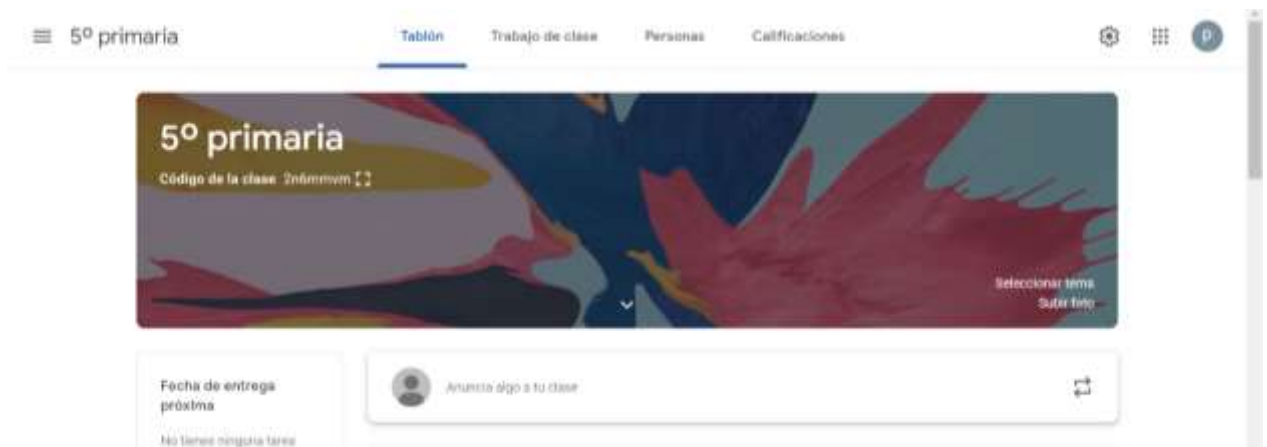 5º primaria
Tablón
Trabajo de clase
Personas
Calificaciones
P
5º primaria
Código de la clase 2n6mmvm
Seleccionar tema
Subir foto
Fecha de entrega
próxima
Anuncia algo a tu clase
No tienes ninguna tarea